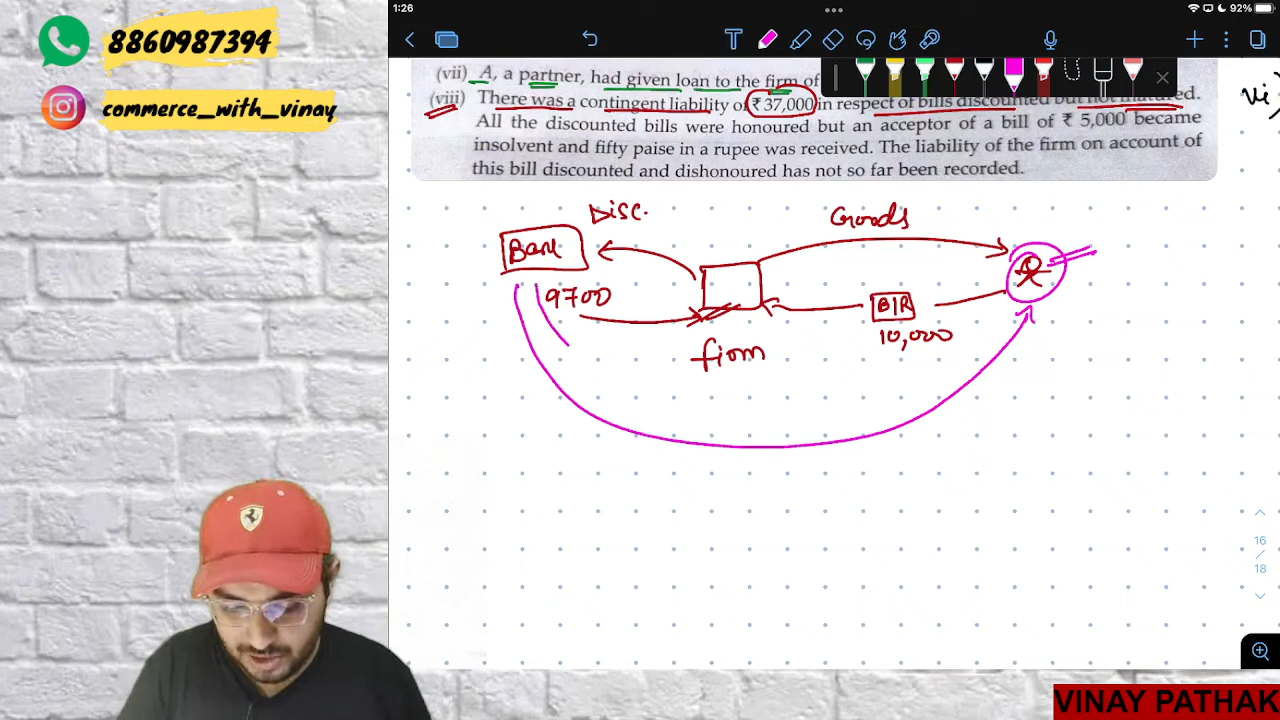 8860987394
commerce_with_vinay
1:26
92%
(vii) A, a partner, had given loan to the firm of
(viii) There was a contingent liability of ₹ 37,000 in respect of bills discounted but not matured.
All the discounted bills were honoured but an acceptor of a bill of ₹ 5,000 became
insolvent and fifty paise in a rupee was received. The liability of the firm on account of
this bill discounted and dishonoured has not so far been recorded.
vi
Disc.
Goods
Bank
9700
B/R
10,000
firm
16
/
18
VINAY PATHAK